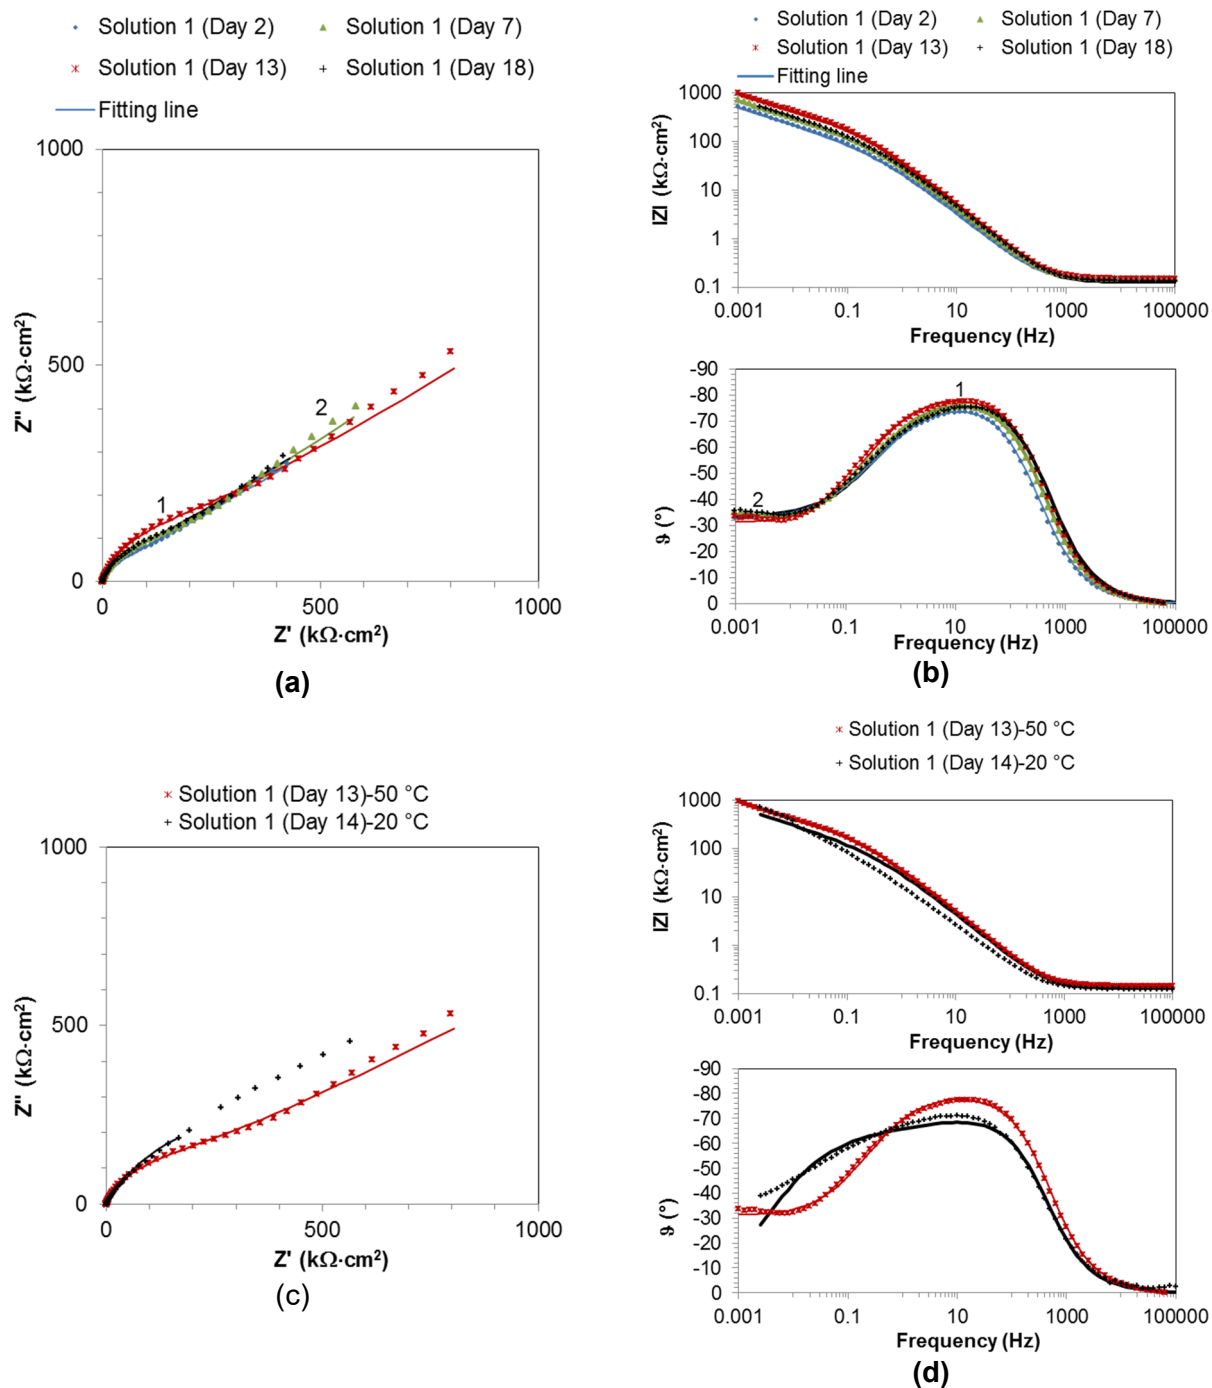 Solution 1 (Day 2) Solution 1 (Day 7)
Solution 1 (Day 13) Solution 1 (Day 18)
Fitting line
1000
500
0
Z'' (kΩ·cm²)
1
2
0 500 1000
Z' (kΩ·cm²)
(a)
Solution 1 (Day 2) Solution 1 (Day 7)
Solution 1 (Day 13) Solution 1 (Day 18)
Fitting line
1000
100
10
1
0.1
IZI (kΩ·cm²)
0.001 0.1 10 1000 100000
Frequency (Hz)
-90
-80
-70
-60
-50
-40
-30
-20
-10
0
ϑ (°)
1
2
0.001 0.1 10 1000 100000
Frequency (Hz)
(b)
Solution 1 (Day 13)-50 °C
Solution 1 (Day 14)-20 °C
1000
500
0
Z'' (kΩ·cm²)
0 500 1000
Z' (kΩ·cm²)
(c)
Solution 1 (Day 13)-50 °C
Solution 1 (Day 14)-20 °C
1000
100
10
1
0.1
IZI (kΩ·cm²)
0.001 0.1 10 1000 100000
Frequency (Hz)
-90
-80
-70
-60
-50
-40
-30
-20
-10
0
ϑ (°)
0.001 0.1 10 1000 100000
Frequency (Hz)
(d)